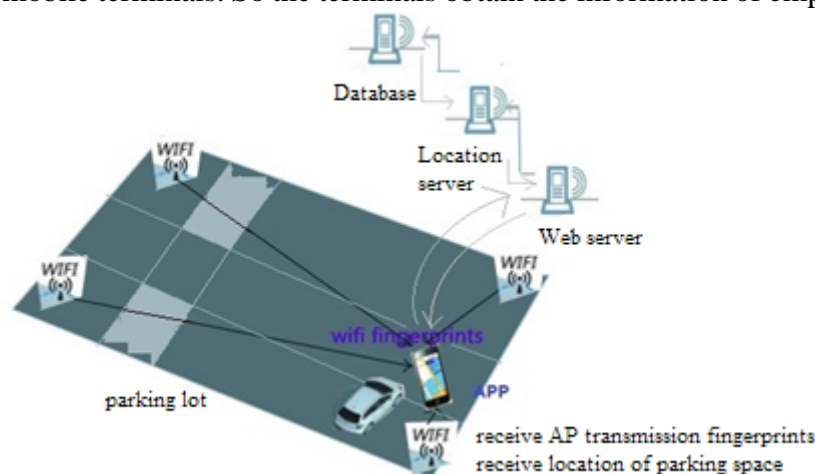 mobile terminals. So the terminals obtain the information of
Database
WIFI
Location
server
Web server
WIFI
WIFI
wifi fingerprints
APP
parking lot
WIFI
receive AP transmission fingerprints
receive location of parking space